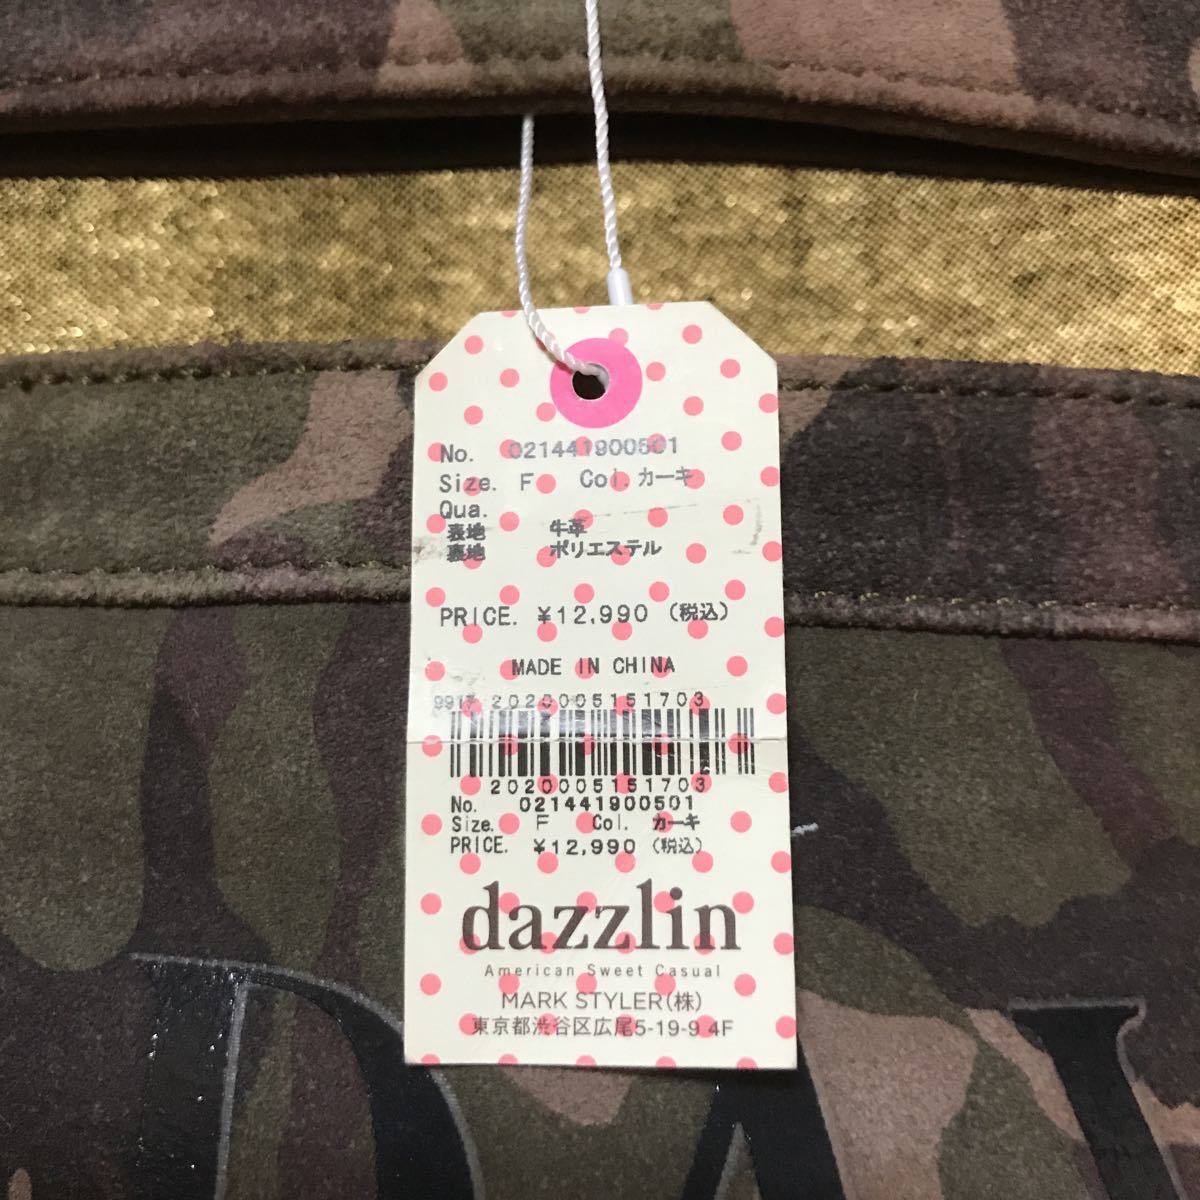 No. 021441900501
Size. F Col. カーキ
Qua.
表地 牛革
裏地 ポリエステル
PRICE. ¥12,990 (税込)
MADE IN CHINA
9917 2020005151703
2020005151703
No. 021441900501
Size. F Col. カーキ
PRICE. ¥12,990 (税込)
dazzlin
American Sweet Casual
MARK STYLER(株)
東京都渋谷区広尾5-19-9 4F
DA